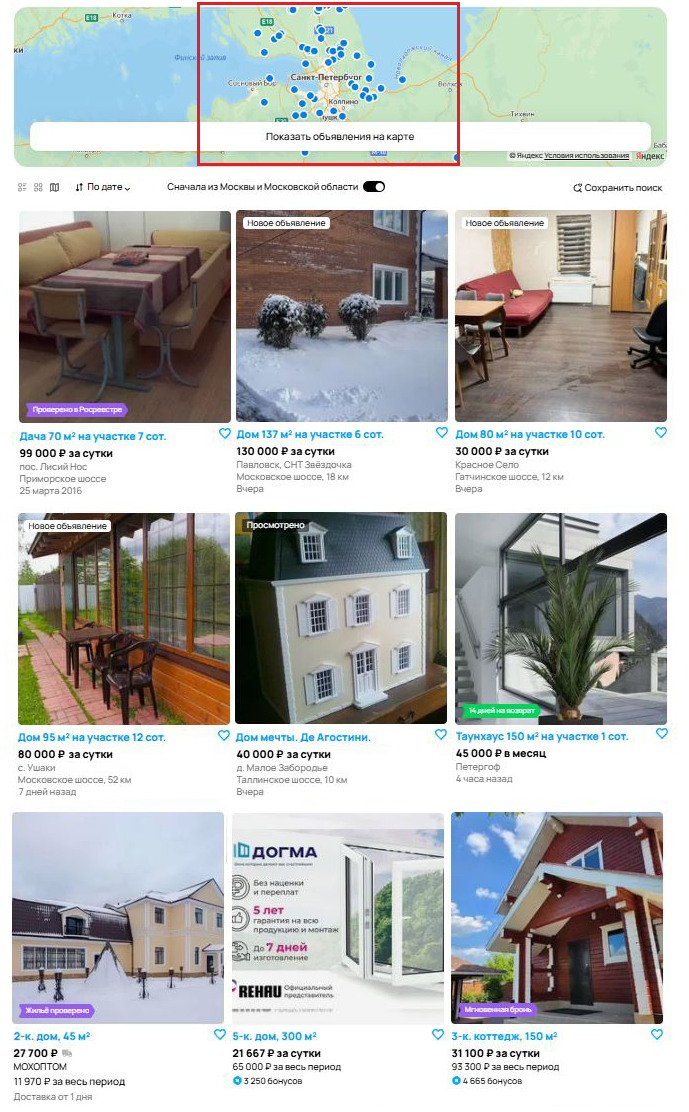 Котка
E18
E18
Финский залив
Новоладожский канал
Санкт-Петербург
Сосновый Бор
Волхов
Колпино
Тихвин
Показать объявления на карте
© Яндекс Условия использования Яндекс
По дате
Сначала из Москвы и Московской области
Сохранить поиск
Новое объявление
Новое объявление
Проверено в Росреестре
Дача 70 м² на участке 7 сот.
99 000 ₽ за сутки
пос. Лисий Нос
Приморское шоссе
25 марта 2016
Дом 137 м² на участке 6 сот.
130 000 ₽ за сутки
Павловск, СНТ Звёздочка
Московское шоссе, 18 км
Вчера
Дом 80 м² на участке 10 сот.
30 000 ₽ за сутки
Красное Село
Гатчинское шоссе, 12 км
Вчера
Новое объявление
Просмотрено
14 дней на возврат
Дом 95 м² на участке 12 сот.
80 000 ₽ за сутки
с. Ушаки
Московское шоссе, 52 км
7 дней назад
Дом мечты. Де Агостини.
40 000 ₽ за сутки
д. Малое Забородье
Таллинское шоссе, 10 км
Вчера
Таунхаус 150 м² на участке 1 сот.
45 000 ₽ в месяц
Петергоф
4 часа назад
Жильё проверено
ДОГМА
Без наценки
и переплат
5 лет
гарантия на всю
продукцию и монтаж
До 7 дней
изготовление
REHAU Официальный
представитель
Мгновенная бронь
2-к. дом, 45 м²
27 700 ₽
МОХОПТОМ
11 970 ₽ за весь период
Доставка от 1 дня
5-к. дом, 300 м²
21 667 ₽ за сутки
65 000 ₽ за весь период
3 250 бонусов
3-к. коттедж, 150 м²
31 100 ₽ за сутки
93 300 ₽ за весь период
4 665 бонусов